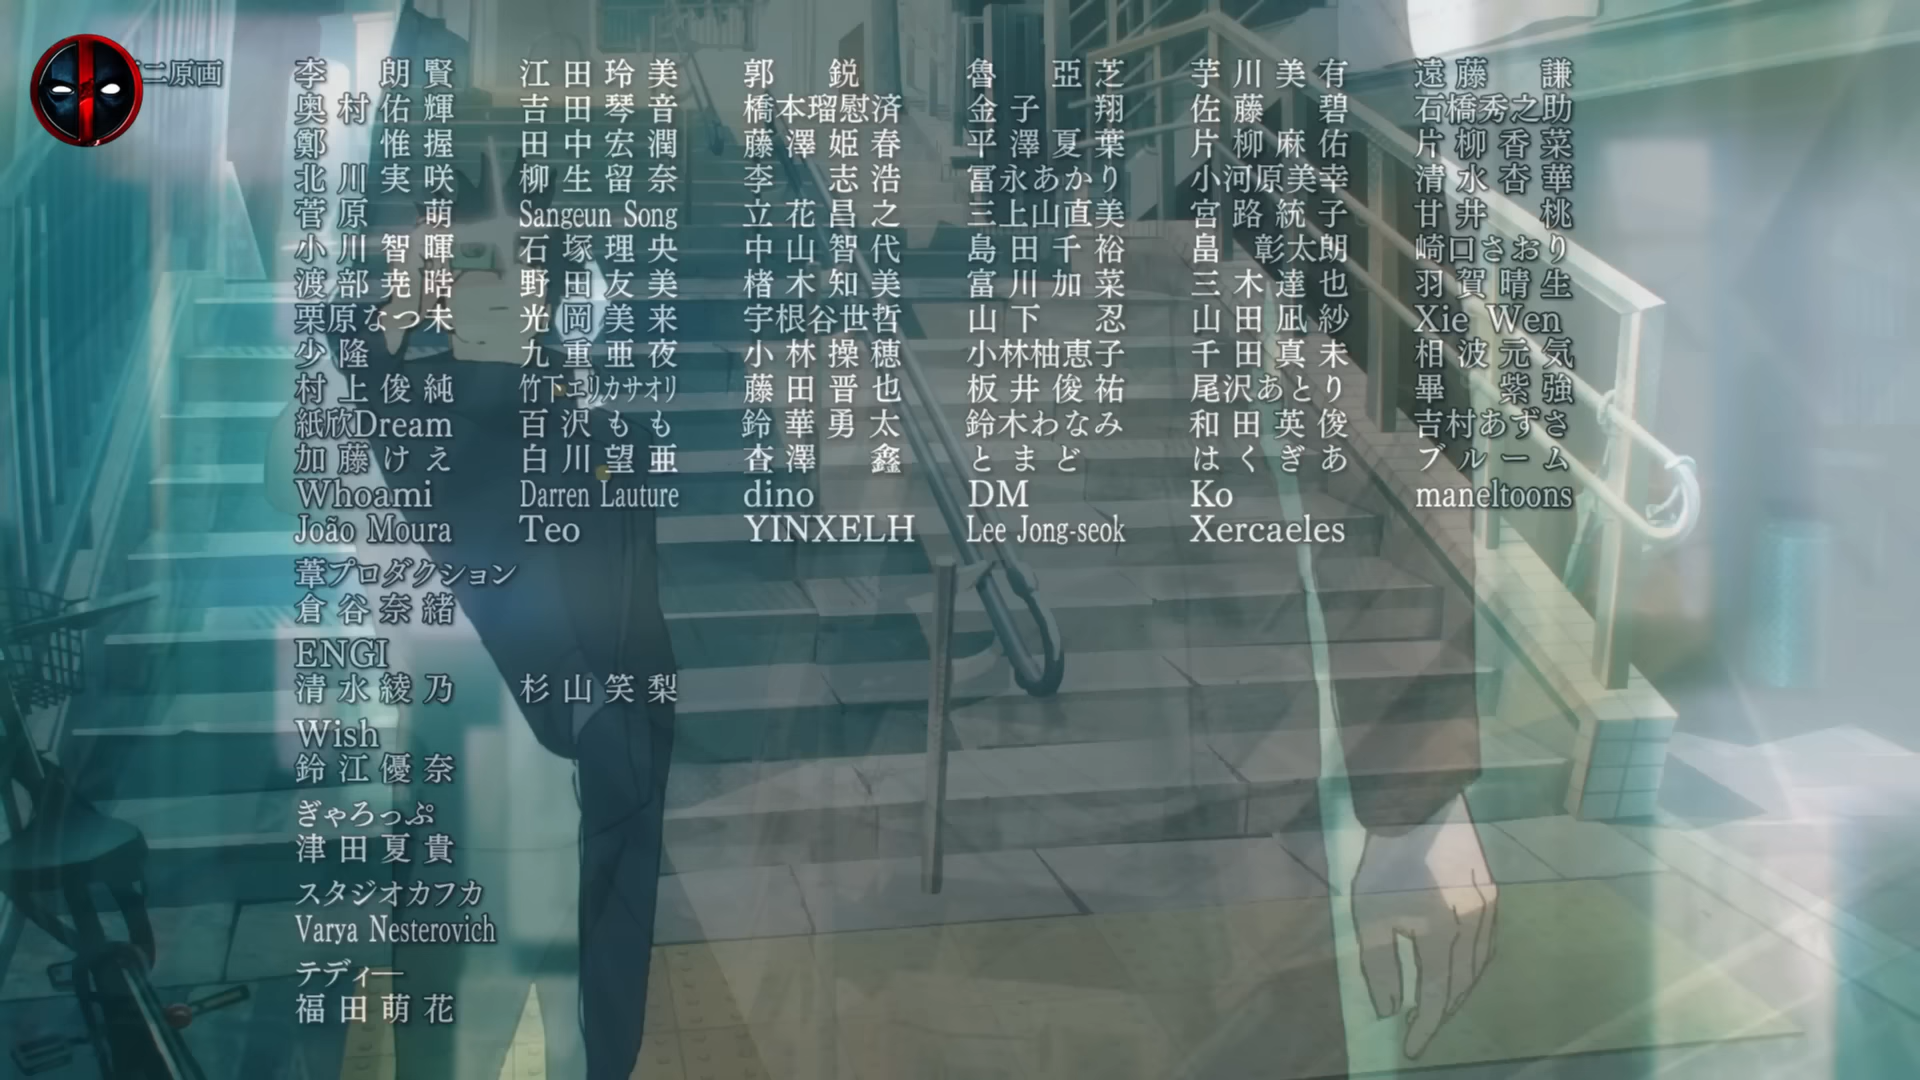 二原画
李朗賢 江田玲美 郭鋭 魯亞芝 芋川美有 遠藤謙
奥村佑輝 吉田琴音 橋本瑠慰済 金子翔 佐藤碧 石橋秀之助
鄭惟握 田中宏潤 藤澤姫春 平澤夏葉 片柳麻佑 片柳香菜
北川実咲 柳生留奈 李志浩 冨永あかり 小河原美幸 清水杏華
菅原萌 Sangeun Song 立花昌之 三上山直美 宮路統子 甘井桃
小川智暉 石塚理央 中山智代 島田千裕 畠彰太朗 崎口さおり
渡部尭晧 野田友美 楮木知美 富川加菜 三木達也 羽賀晴生
栗原なつ未 光岡美来 宇根谷世哲 山下忍 山田凪紗 Xie Wen
少隆 九重亜夜 小林操穂 小林柚恵子 千田真未 相波元気
村上俊純 竹下エリカサオリ 藤田晋也 板井俊祐 尾沢あとり 畢紫強
紙欣Dream 百沢もも 鈴華勇太 鈴木わなみ 和田英俊 吉村あずさ
加藤けえ 白川望亜 査澤鑫 とまど はくぎあ ブルーム
Whoami Darren Lauture dino DM Ko maneltoons
João Moura Teo YINXELH Lee Jong-seok Xercaeles
葦プロダクション
倉谷奈緒
ENGI
清水綾乃 杉山笑梨
Wish
鈴江優奈
ぎゃろっぷ
津田夏貴
スタジオカフカ
Varya Nesterovich
テディー
福田萌花